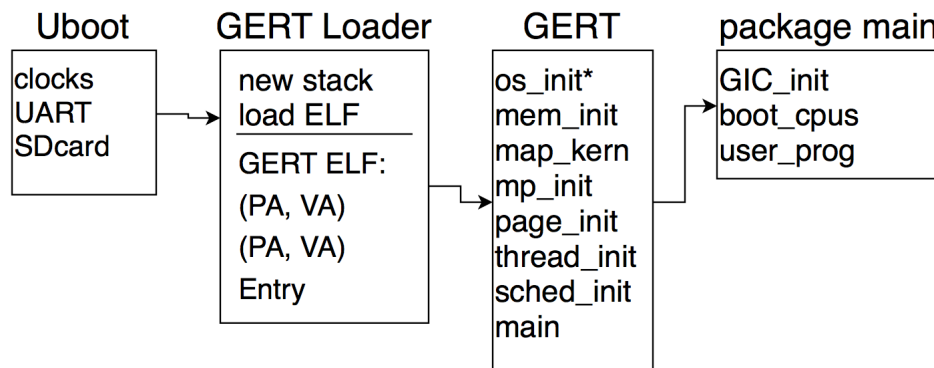 Uboot
clocks
UART
SDcard
GERT Loader
new stack
load ELF
GERT ELF:
(PA, VA)
(PA, VA)
Entry
GERT
os_init*
mem_init
map_kern
mp_init
page_init
thread_init
sched_init
main
package main
GIC_init
boot_cpus
user_prog